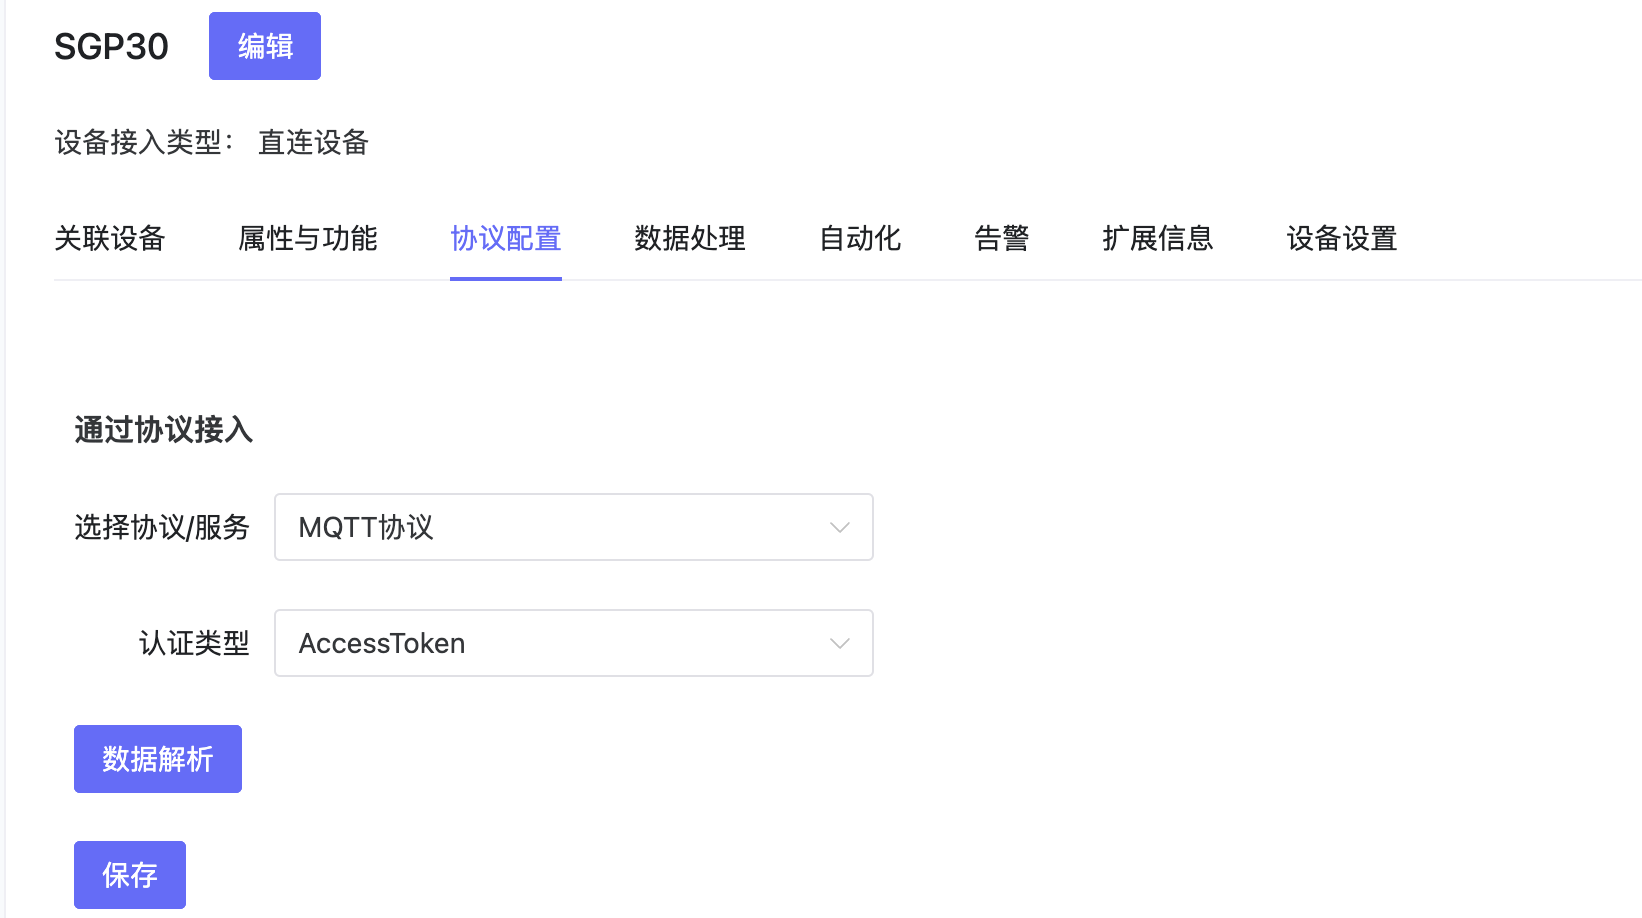 SGP30 编辑
设备接入类型： 直连设备
关联设备 属性与功能 协议配置 数据处理 自动化 告警 扩展信息 设备设置
通过协议接入
选择协议/服务 MQTT协议
认证类型 AccessToken
数据解析
保存